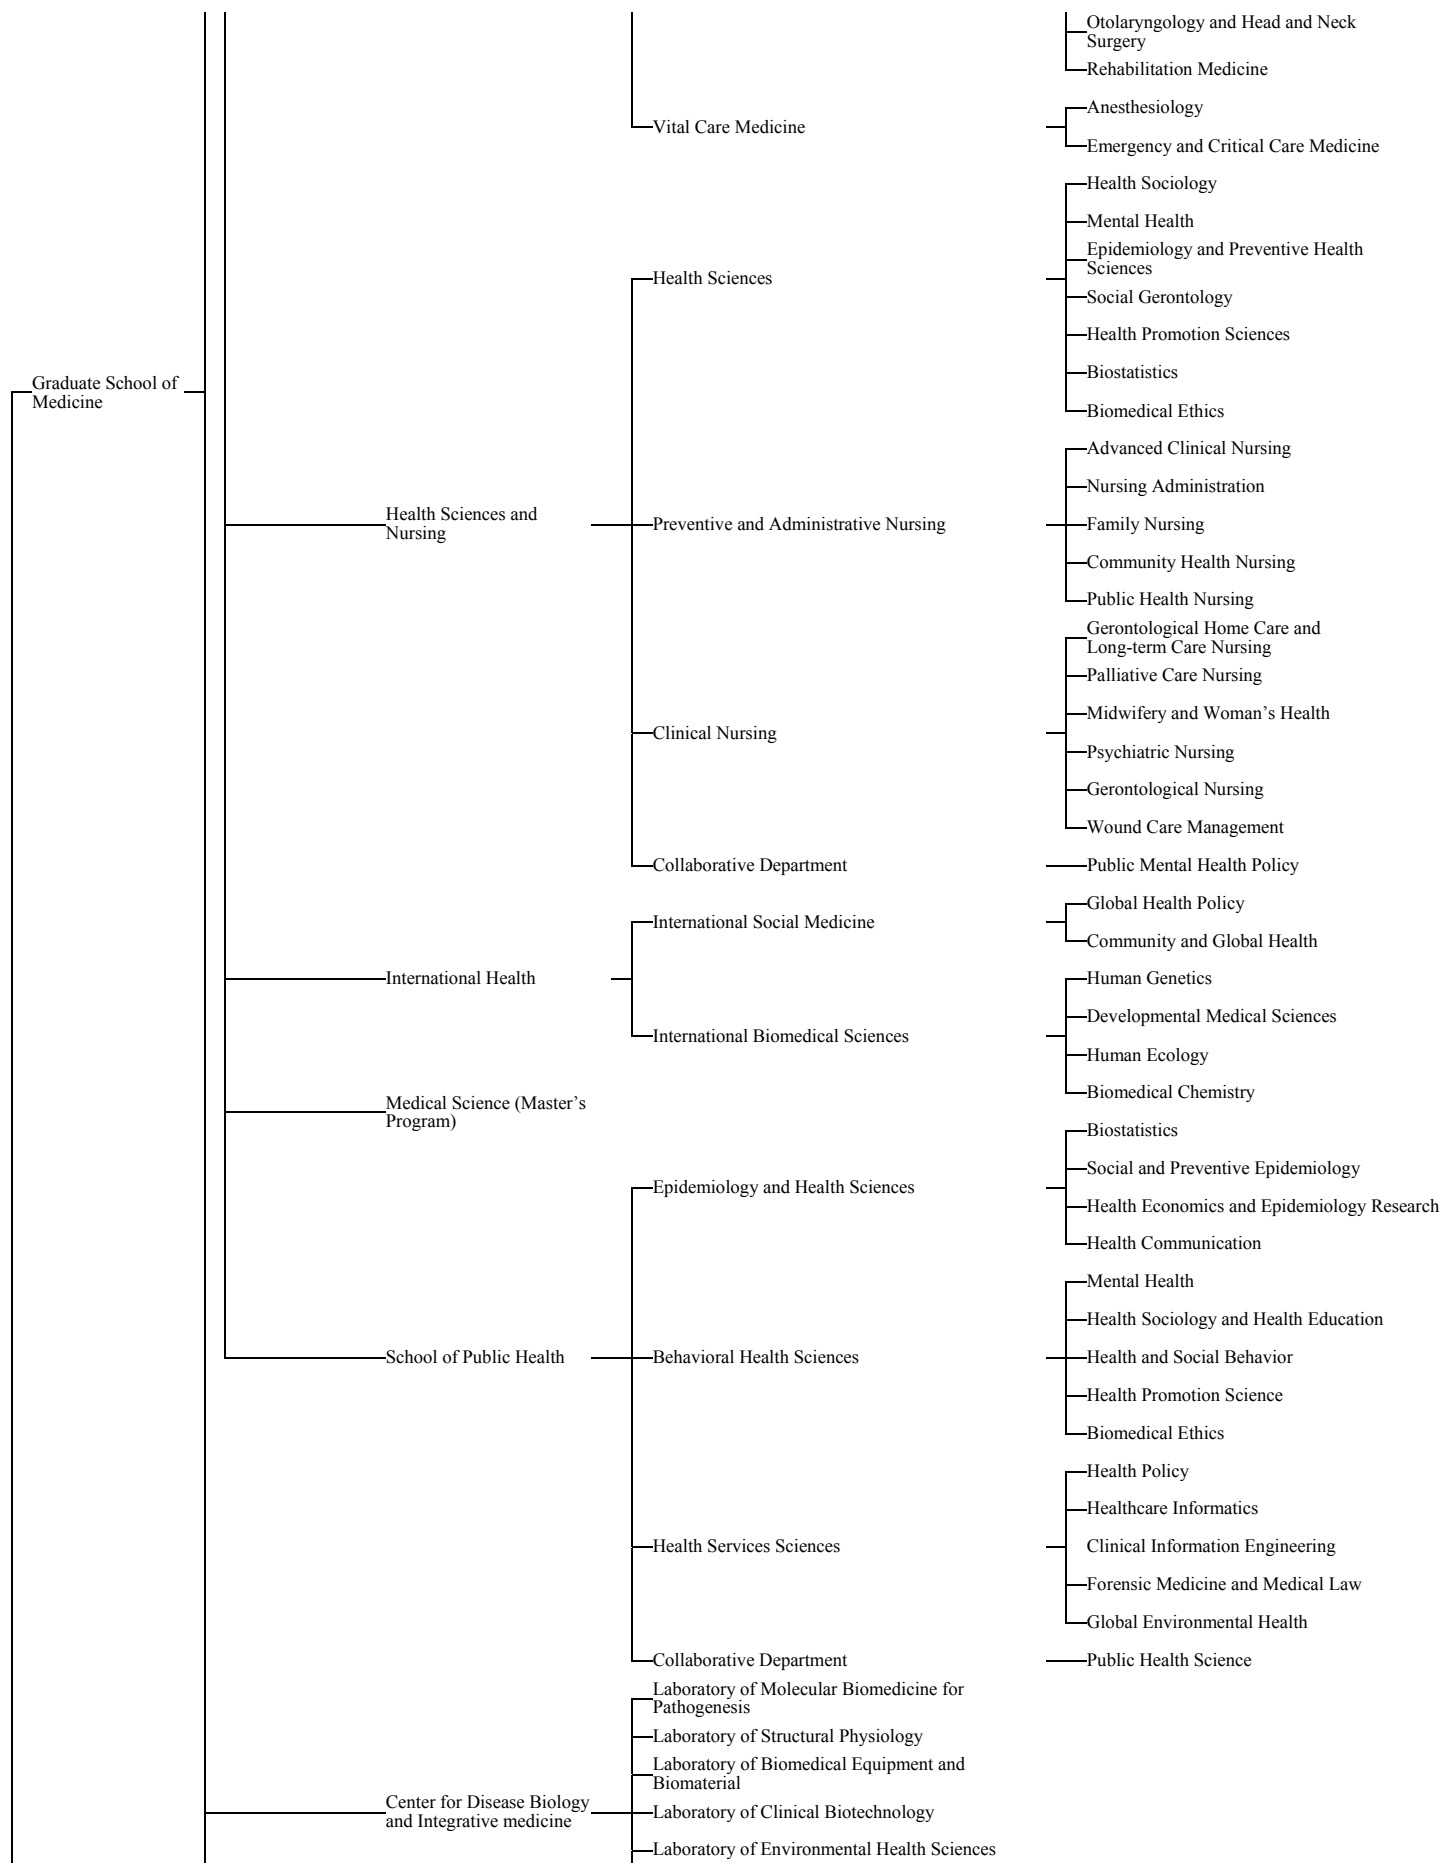 Otolaryngology and Head and Neck
Surgery
Rehabilitation Medicine
Vital Care Medicine
Anesthesiology
Emergency and Critical Care Medicine
Graduate School of
Medicine
Health Sciences and
Nursing
Health Sciences
Health Sociology
Mental Health
Epidemiology and Preventive Health
Sciences
Social Gerontology
Health Promotion Sciences
Biostatistics
Biomedical Ethics
Preventive and Administrative Nursing
Advanced Clinical Nursing
Nursing Administration
Family Nursing
Community Health Nursing
Public Health Nursing
Clinical Nursing
Gerontological Home Care and
Long-term Care Nursing
Palliative Care Nursing
Midwifery and Woman’s Health
Psychiatric Nursing
Gerontological Nursing
Wound Care Management
Collaborative Department
Public Mental Health Policy
International Health
International Social Medicine
Global Health Policy
Community and Global Health
International Biomedical Sciences
Human Genetics
Developmental Medical Sciences
Human Ecology
Biomedical Chemistry
Medical Science (Master’s
Program)
School of Public Health
Epidemiology and Health Sciences
Biostatistics
Social and Preventive Epidemiology
Health Economics and Epidemiology Research
Health Communication
Behavioral Health Sciences
Mental Health
Health Sociology and Health Education
Health and Social Behavior
Health Promotion Science
Biomedical Ethics
Health Services Sciences
Health Policy
Healthcare Informatics
Clinical Information Engineering
Forensic Medicine and Medical Law
Global Environmental Health
Collaborative Department
Public Health Science
Center for Disease Biology
and Integrative medicine
Laboratory of Molecular Biomedicine for
Pathogenesis
Laboratory of Structural Physiology
Laboratory of Biomedical Equipment and
Biomaterial
Laboratory of Clinical Biotechnology
Laboratory of Environmental Health Sciences